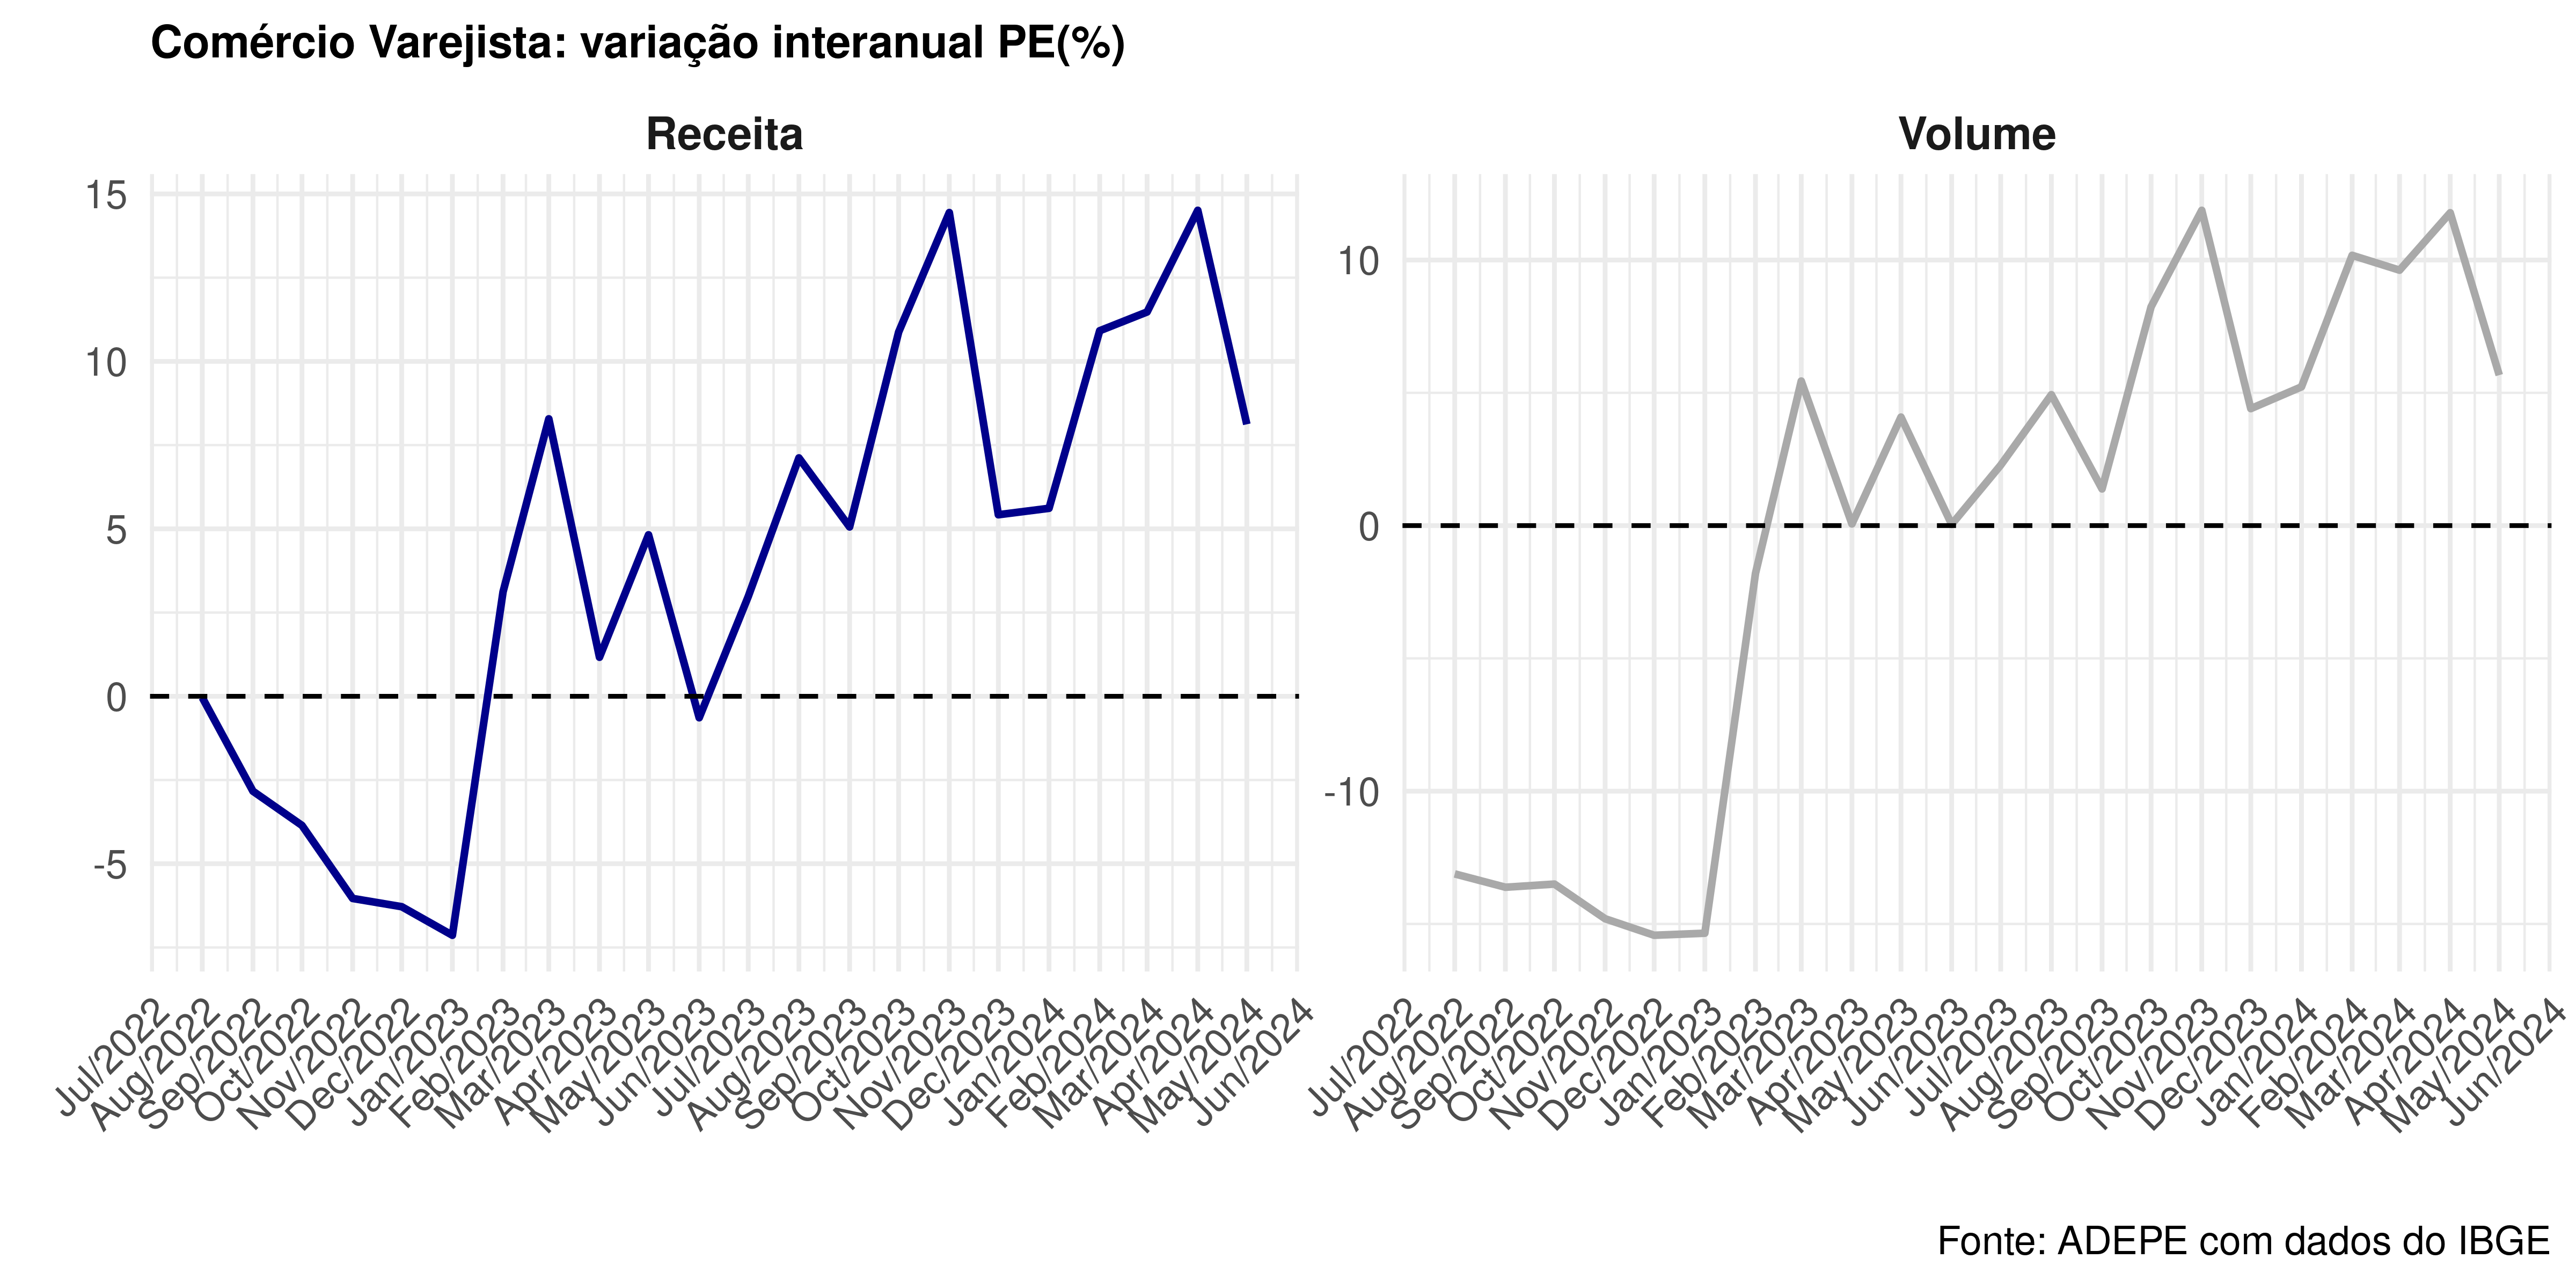 Comércio Varejista: variação interanual PE(%)
Receita
15
10
5
0
-5
Jul/2022
Aug/2022
Sep/2022
Oct/2022
Nov/2022
Dec/2022
Jan/2023
Feb/2023
Mar/2023
Apr/2023
May/2023
Jun/2023
Jul/2023
Aug/2023
Sep/2023
Oct/2023
Nov/2023
Dec/2023
Jan/2024
Feb/2024
Mar/2024
Apr/2024
May/2024
Jun/2024
Volume
10
0
-10
Jul/2022
Aug/2022
Sep/2022
Oct/2022
Nov/2022
Dec/2022
Jan/2023
Feb/2023
Mar/2023
Apr/2023
May/2023
Jun/2023
Jul/2023
Aug/2023
Sep/2023
Oct/2023
Nov/2023
Dec/2023
Jan/2024
Feb/2024
Mar/2024
Apr/2024
May/2024
Jun/2024
Fonte: ADEPE com dados do IBGE